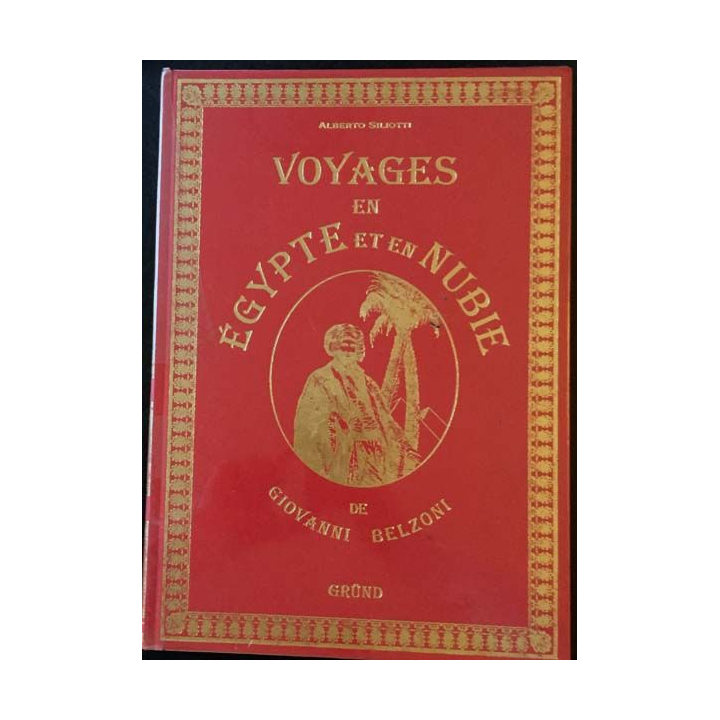 ALBERTO SILIOTTI
VOYAGES
EN
ÉGYPTE ET EN NUBIE
DE
GIOVANNI BELZONI
GRÜND